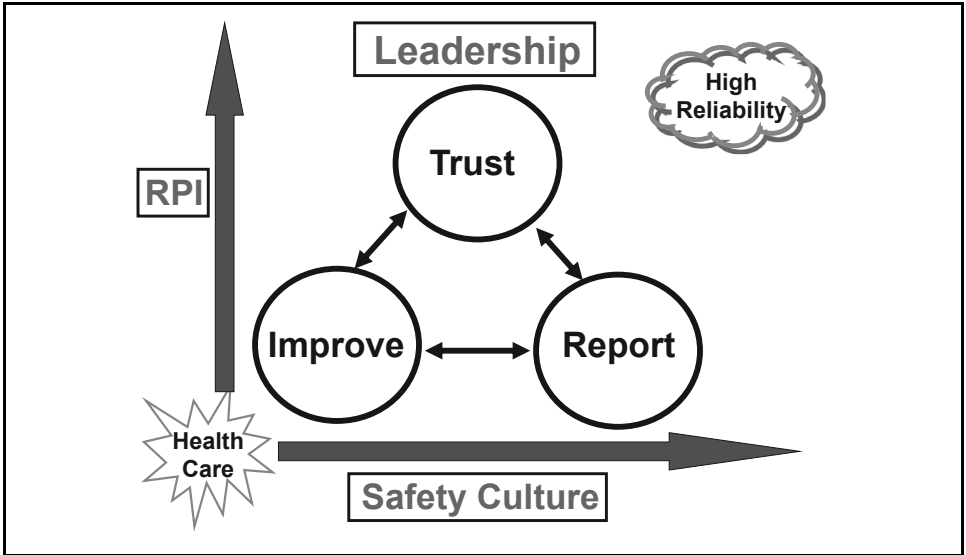 Leadership
High
Reliability
Trust
RPI
Improve
Report
Health
Care
Safety Culture